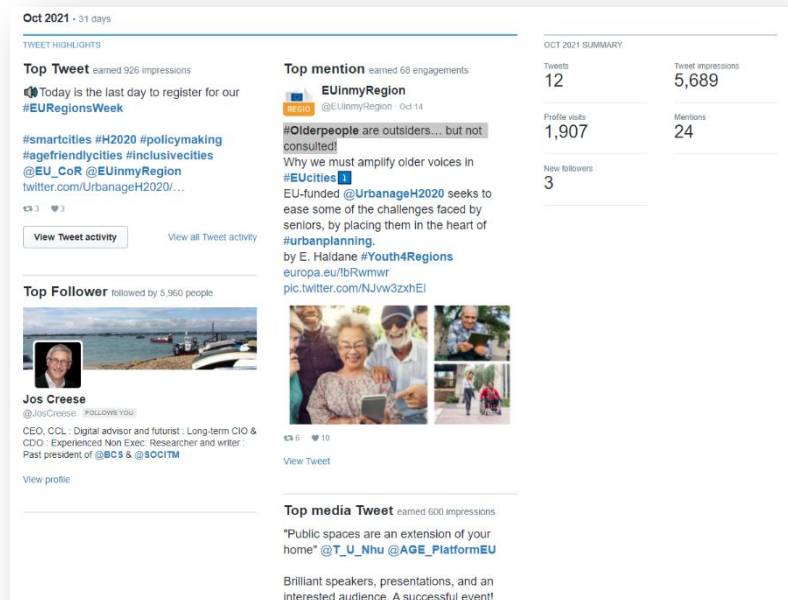 Oct 2021 · 31 days
TWEET HIGHLIGHTS
Top Tweet earned 926 impressions
Today is the last day to register for our
#EURegionsWeek
#smartcities #H2020 #policymaking
#agefriendlycities #inclusivecities
@EU_CoR @EUinmyRegion
twitter.com/UrbanageH2020/…
3 3
View Tweet activity
View all Tweet activity
Top Follower followed by 5,960 people
Jos Creese
@JosCreese FOLLOWS YOU
CEO, CCL : Digital advisor and futurist : Long-term CIO &
CDO : Experienced Non Exec: Researcher and writer :
Past president of @BCS & @SOCITM
View profile
Top mention earned 68 engagements
REGIO
EUinmyRegion
@EUinmyRegion · Oct 14
#Olderpeople are outsiders… but not
consulted!
Why we must amplify older voices in
#EUcities
EU-funded @UrbanageH2020 seeks to
ease some of the challenges faced by
seniors, by placing them in the heart of
#urbanplanning.
by E. Haldane #Youth4Regions
europa.eu/!bRwmwr
pic.twitter.com/NJvw3zxhEI
6 10
View Tweet
Top media Tweet earned 600 impressions
"Public spaces are an extension of your
home" @T_U_Nhu @AGE_PlatformEU
Brilliant speakers, presentations, and an
interested audience. A successful event!
OCT 2021 SUMMARY
Tweets
12
Tweet impressions
5,689
Profile visits
1,907
Mentions
24
New followers
3